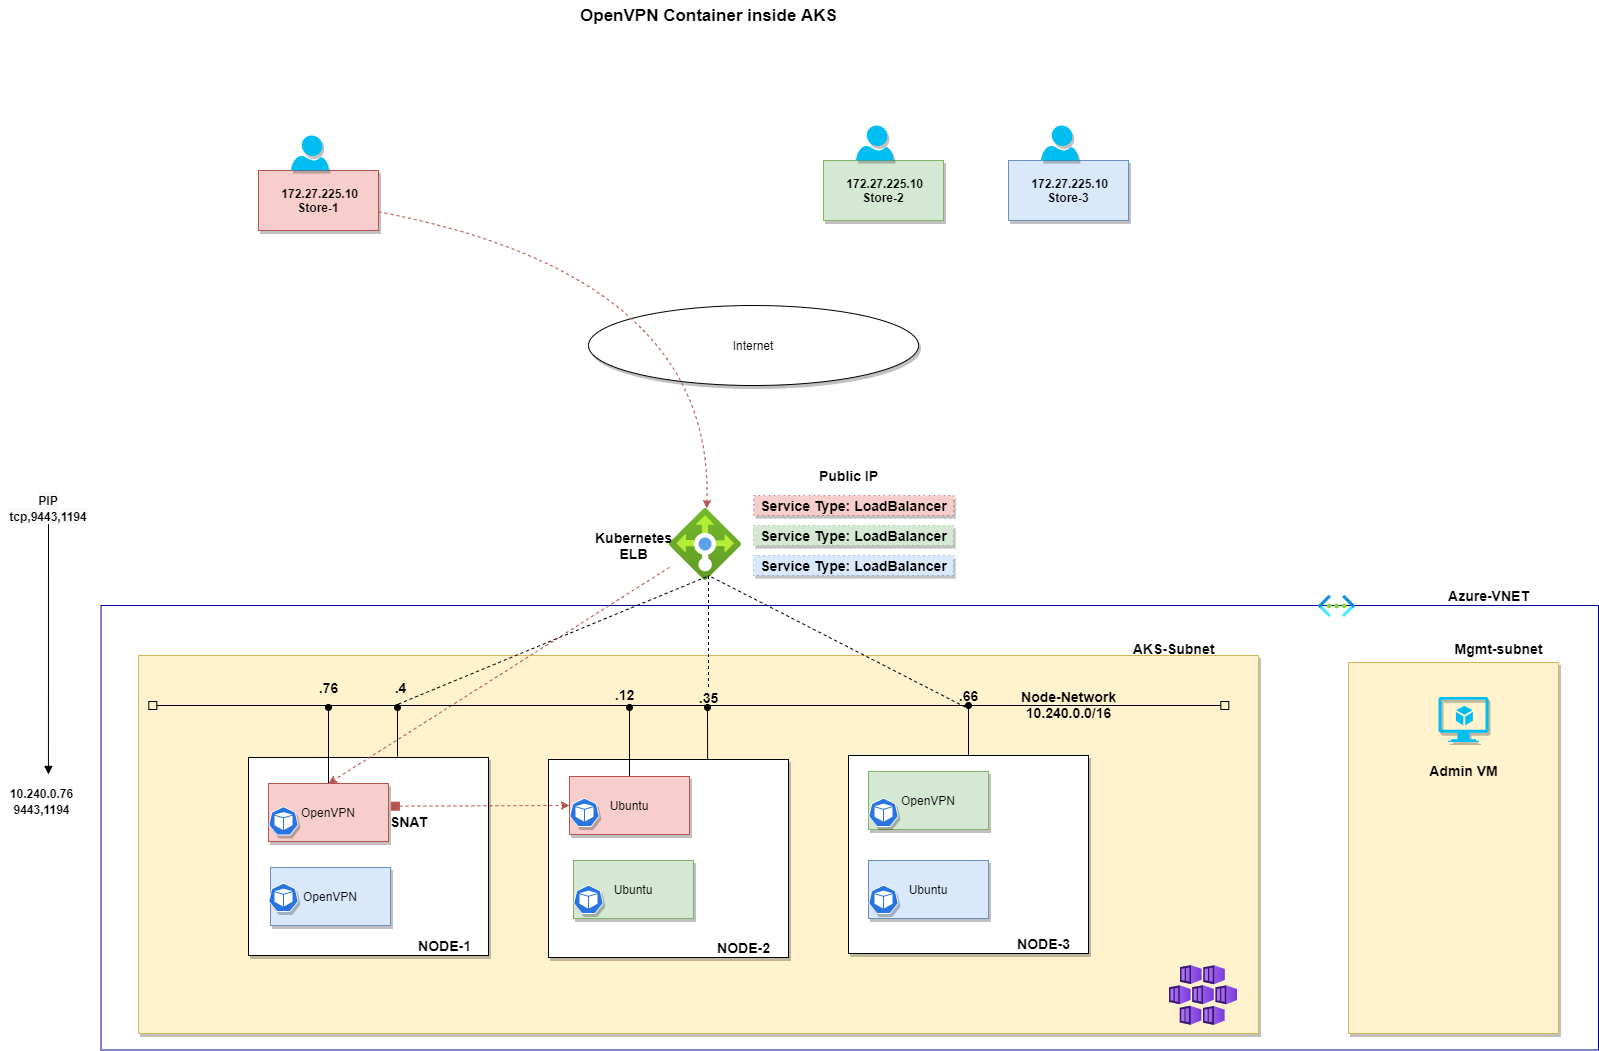 OpenVPN Container inside AKS
172.27.225.10
Store-1
172.27.225.10
Store-2
172.27.225.10
Store-3
Internet
Public IP
Service Type: LoadBalancer
Service Type: LoadBalancer
Service Type: LoadBalancer
Kubernetes
ELB
PIP
tcp,9443,1194
10.240.0.76
9443,1194
Azure-VNET
AKS-Subnet
Mgmt-subnet
.76
.4
.12
.35
.66
Node-Network
10.240.0.0/16
OpenVPN
SNAT
OpenVPN
NODE-1
Ubuntu
Ubuntu
NODE-2
OpenVPN
Ubuntu
NODE-3
Admin VM